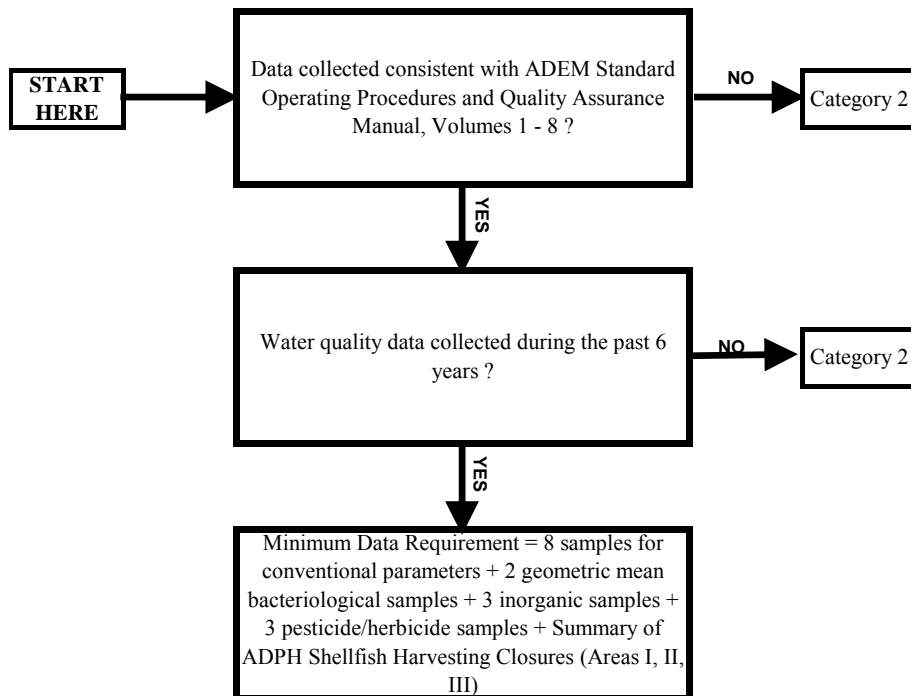 START
HERE
Data collected consistent with ADEM Standard
Operating Procedures and Quality Assurance
Manual, Volumes 1 - 8 ?
NO
Category 2
YES
Water quality data collected during the past 6
years ?
NO
Category 2
YES
Minimum Data Requirement = 8 samples for
conventional parameters + 2 geometric mean
bacteriological samples + 3 inorganic samples +
3 pesticide/herbicide samples + Summary of
ADPH Shellfish Harvesting Closures (Areas I, II,
III)